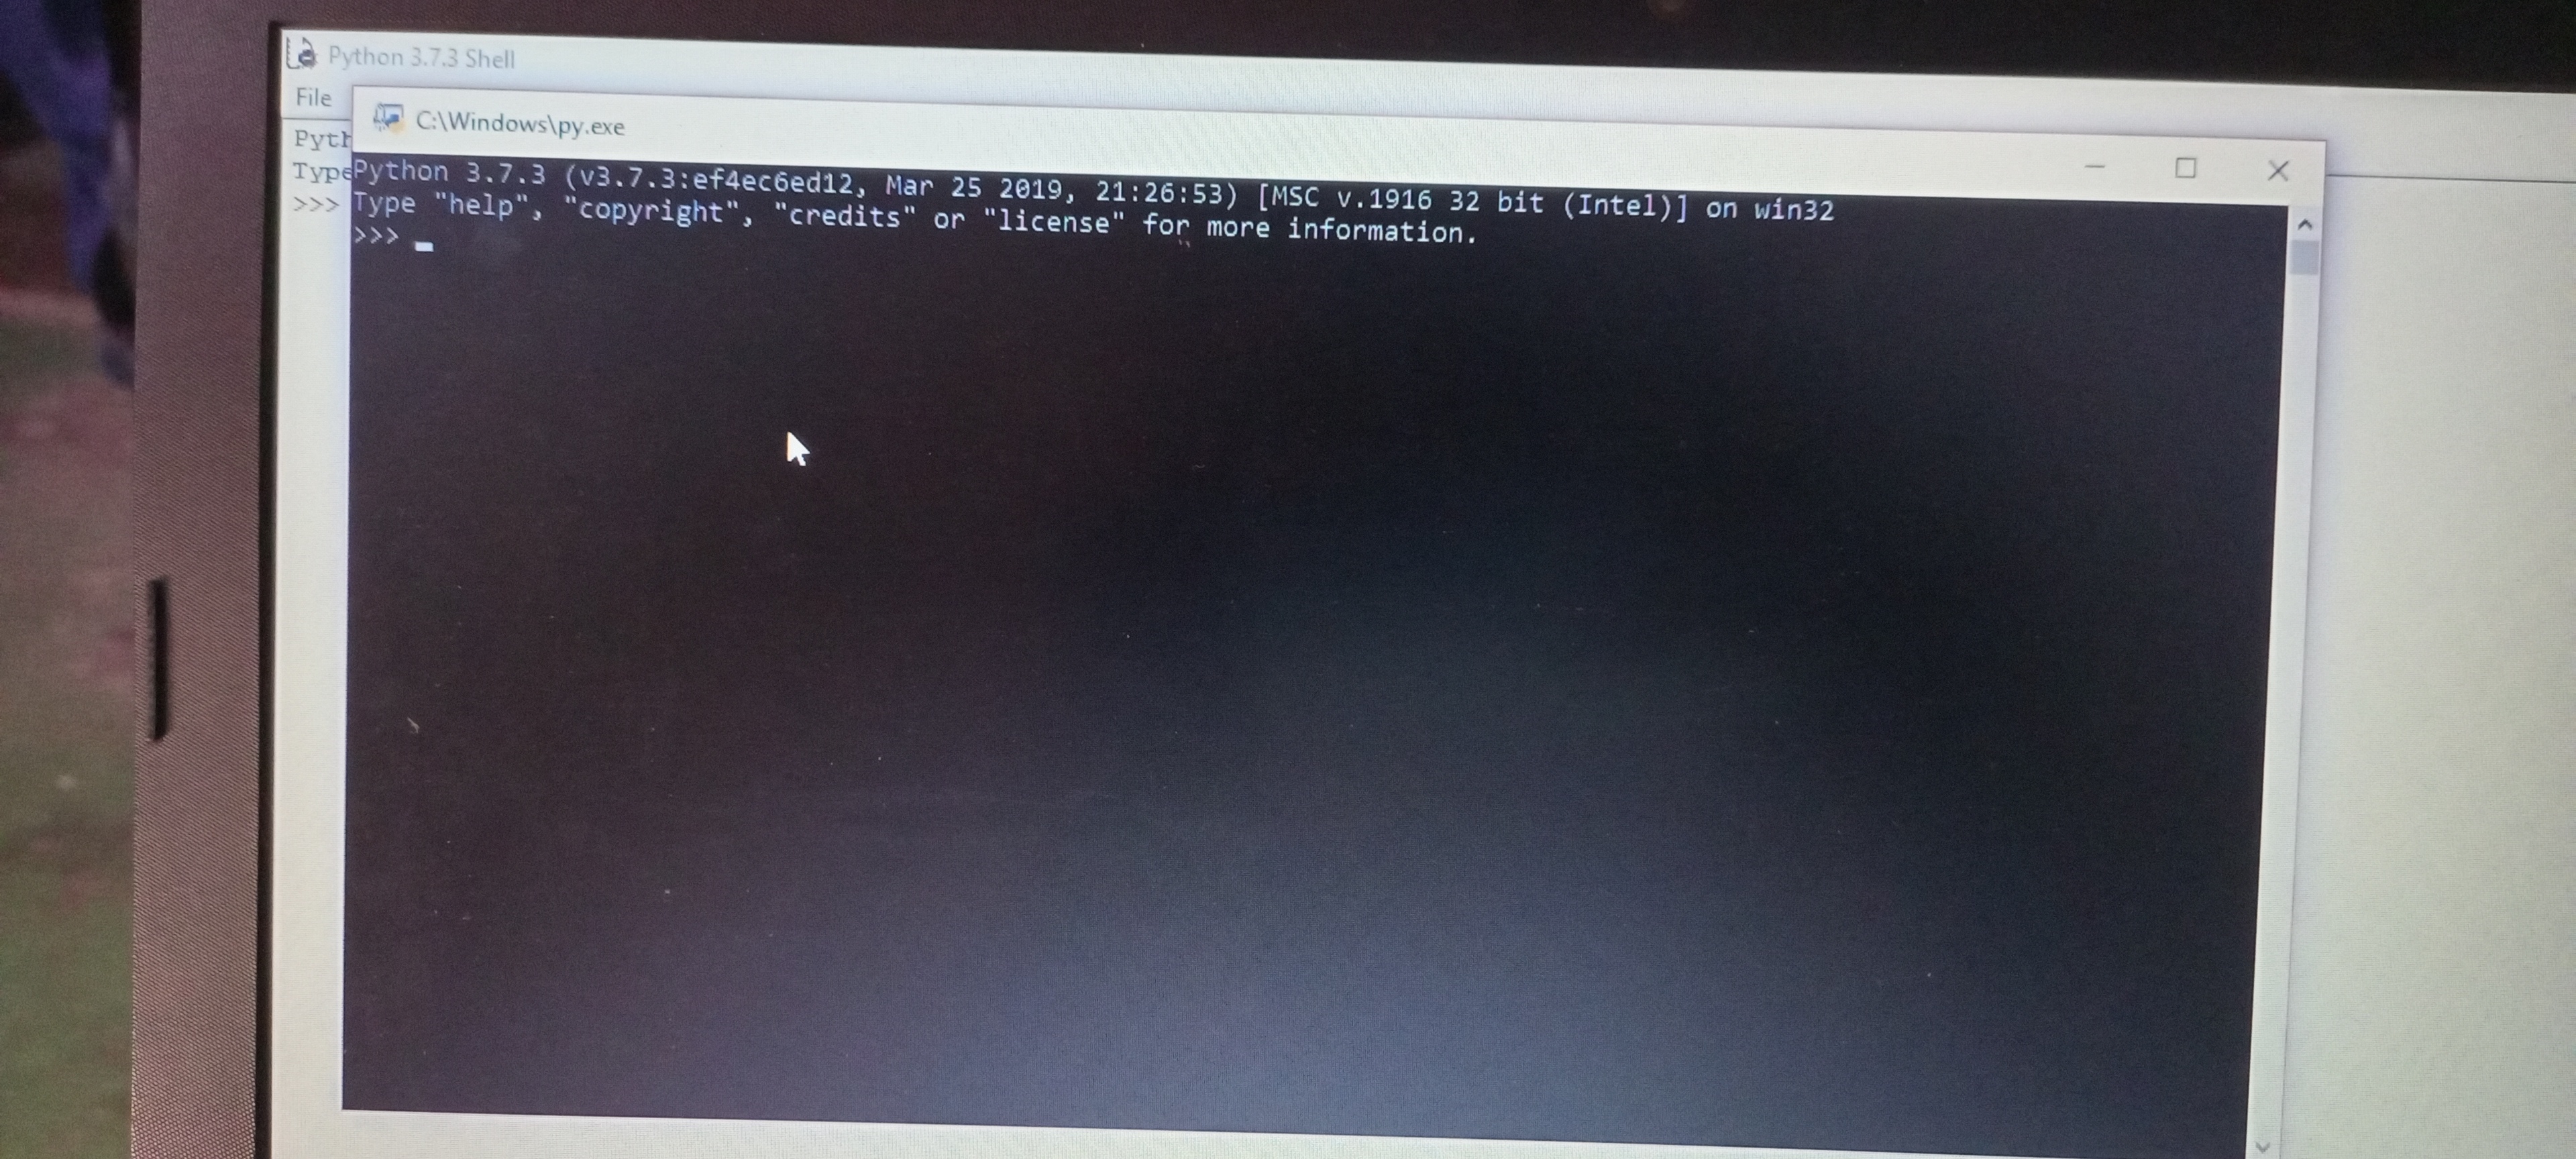 Python 3.7.3 Shell
File
C:\Windows\py.exe
Pyth
Type
>>>
Python 3.7.3 (v3.7.3:ef4ec6ed12, Mar 25 2019, 21:26:53) [MSC v.1916 32 bit (Intel)] on win32
Type "help", "copyright", "credits" or "license" for more information.
>>>